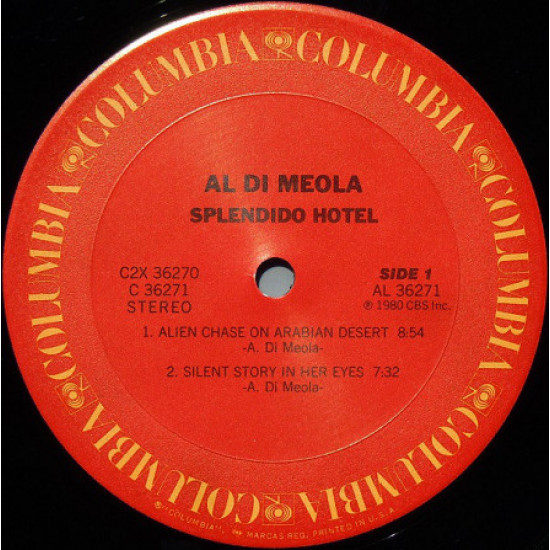 COLUMBIA COLUMBIA COLUMBIA COLUMBIA COLUMBIA COLUMBIA
AL DI MEOLA
SPLENDIDO HOTEL
C2X 36270
C 36271
STEREO
SIDE 1
AL 36271
℗ 1980 CBS Inc.
1. ALIEN CHASE ON ARABIAN DESERT 8:54
-A. Di Meola-
2. SILENT STORY IN HER EYES 7:32
-A. Di Meola-
®"COLUMBIA", MARCAS REG. PRINTED IN U.S.A.